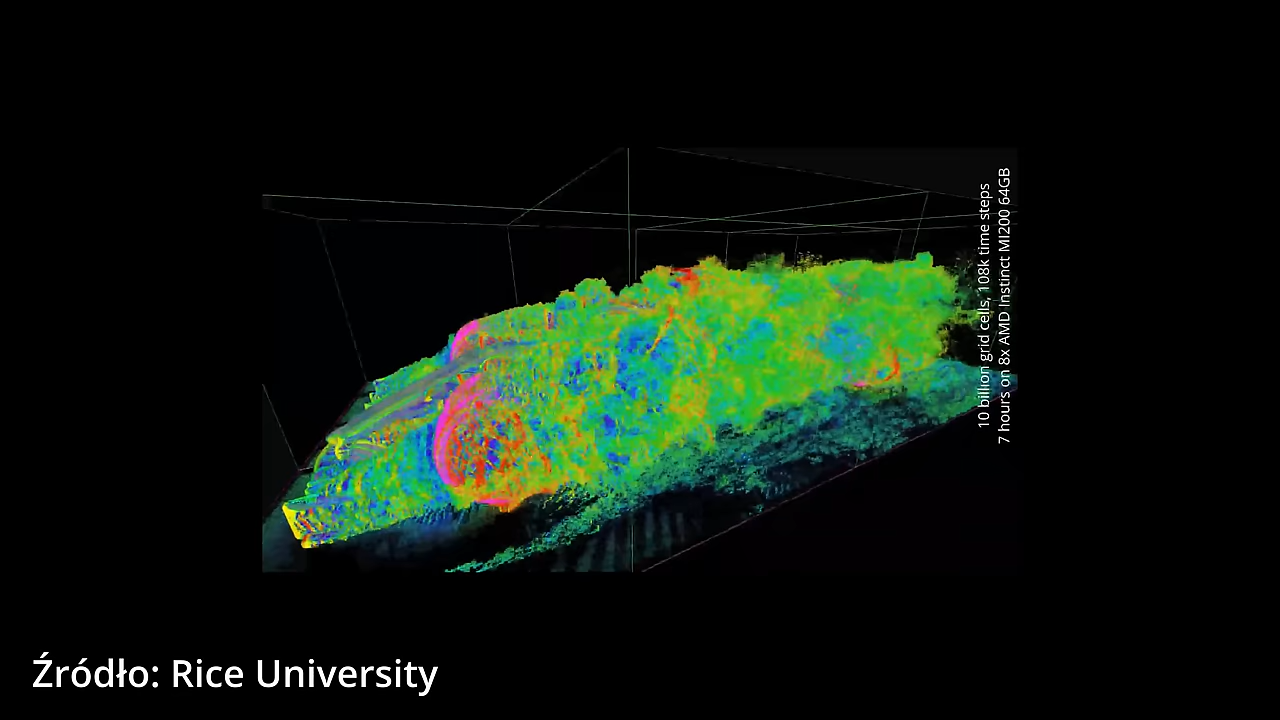 10 billion grid cells, 108k time steps
7 hours on 8x AMD Instinct MI200 64GB
Źródło: Rice University